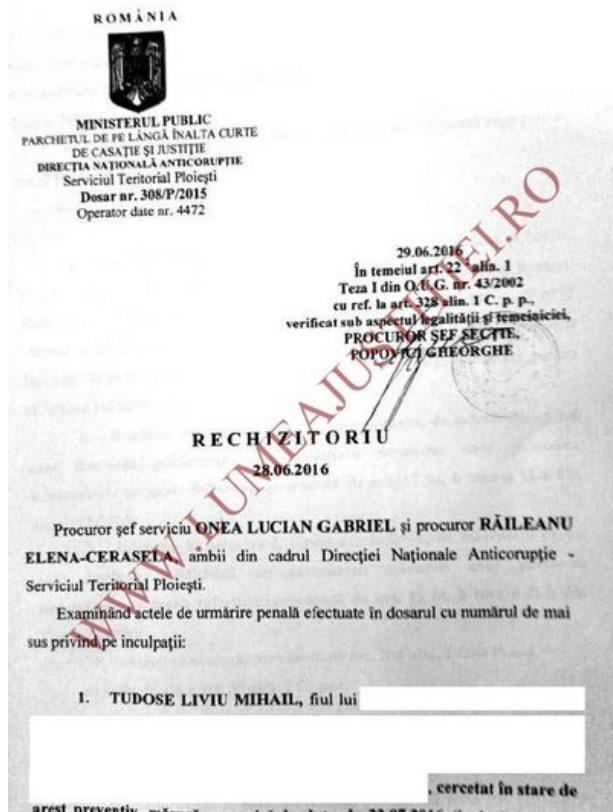 ROMÂNIA
MINISTERUL PUBLIC
PARCHETUL DE PE LÂNGĂ ÎNALTA CURTE
DE CASAȚIE ȘI JUSTIȚIE
DIRECȚIA NAȚIONALĂ ANTICORUPȚIE
Serviciul Teritorial Ploiești
Dosar nr. 308/P/2015
Operator date nr. 4472
29.06.2016
În temeiul art. 22 alin. 1
Teza I din O.U.G. nr. 43/2002
cu ref. la art. 328 alin. 1 C. p. p.,
verificat sub aspectul legalității și temeiniciei,
PROCUROR ȘEF SECȚIE,
POPOVICI GHEORGHE
RECHIZITORIU
28.06.2016
Procuror șef serviciu ONEA LUCIAN GABRIEL și procuror RĂILEANU
ELENA-CERASELA, ambii din cadrul Direcției Naționale Anticorupție -
Serviciul Teritorial Ploiești.
Examinând actele de urmărire penală efectuate în dosarul cu numărul de mai
sus privind pe inculpații:
1. TUDOSE LIVIU MIHAIL, fiul lui
, cercetat în stare de
arest preventiv,
WWW.LUMEAJUSTITIEI.RO